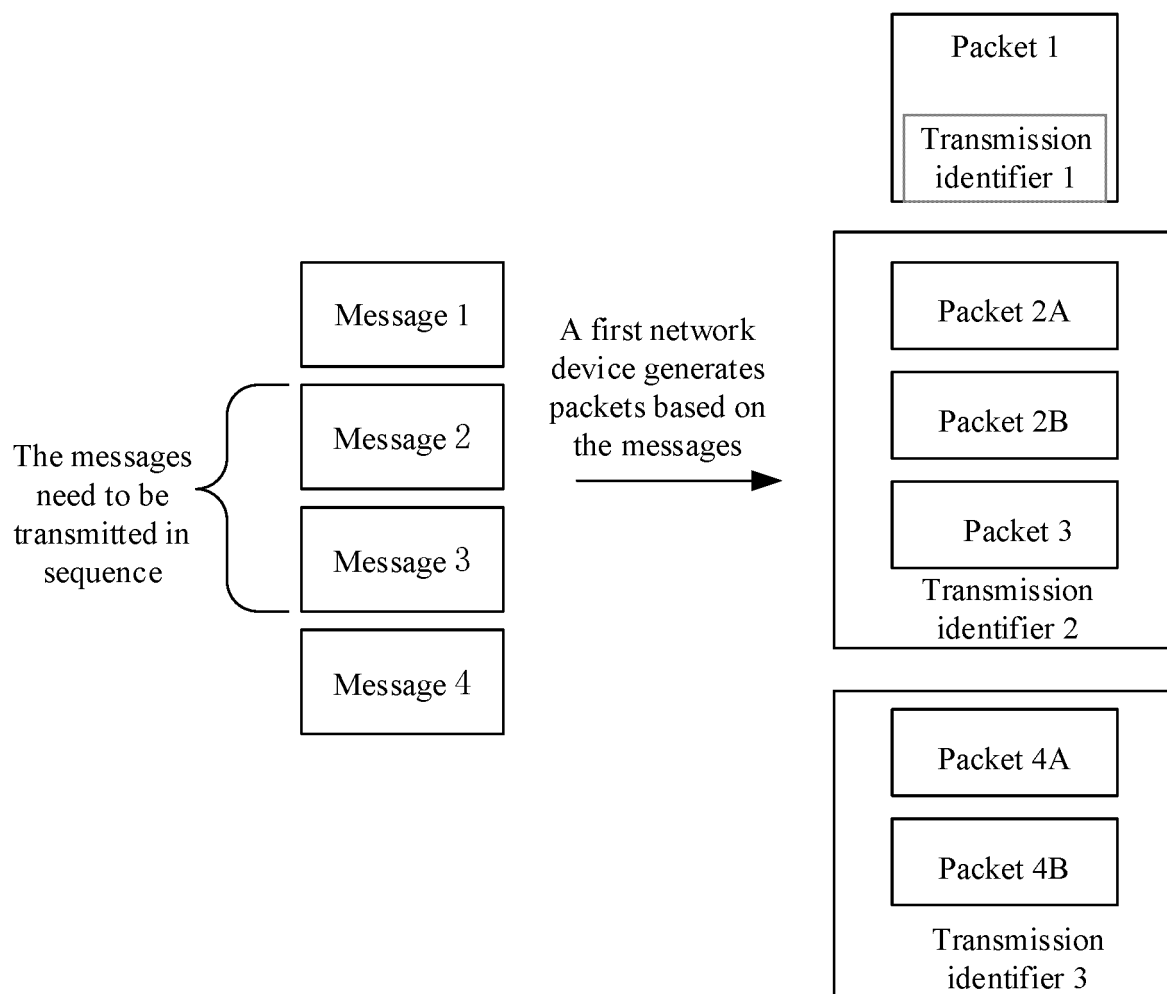 The messages
need to be
transmitted in
sequence
Message 1
Message 2
Message 3
Message 4
A first network
device generates
packets based on
the messages
Packet 1
Transmission
identifier 1
Packet 2A
Packet 2B
Packet 3
Transmission
identifier 2
Packet 4A
Packet 4B
Transmission
identifier 3